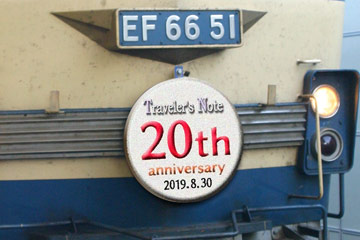 EF 66 51
Traveler's Note
20th
anniversary
2019.8.30